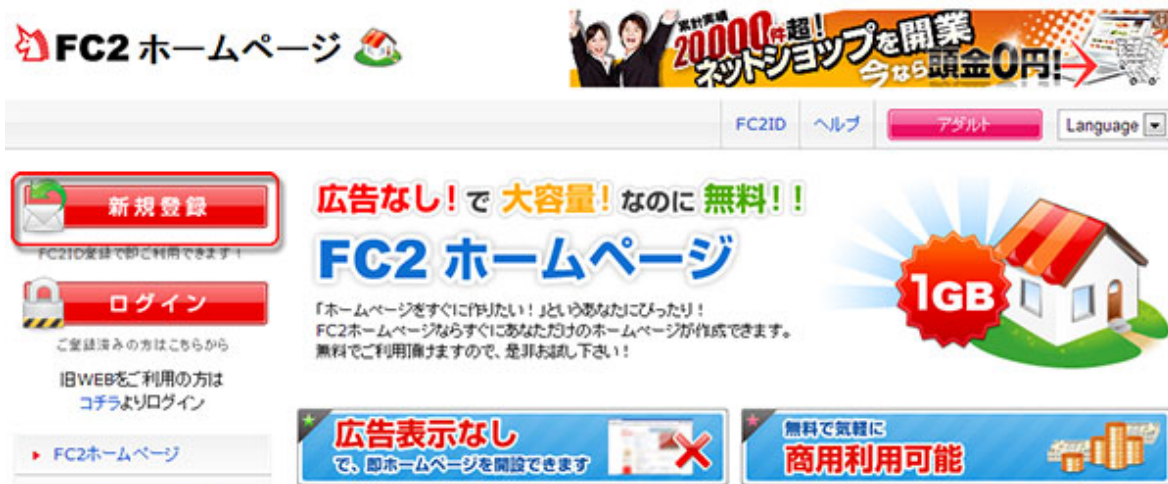 FC2 ホームページ
累計実績
20,000件超!
ネットショップを開業
今なら頭金0円!
FC2ID
ヘルプ
アダルト
Language
新規登録
FC2ID登録で即ご利用できます!
ログイン
ご登録済みの方はこちらから
旧WEBをご利用の方は
コチラよりログイン
FC2ホームページ
広告なし!で大容量!なのに無料!!
FC2 ホームページ
「ホームページをすぐに作りたい!」というあなたにぴったり!
FC2ホームページならすぐにあなただけのホームページが作成できます。
無料でご利用頂けますので、是非お試し下さい!
1GB
広告表示なし
で、即ホームページを開設できます
無料で気軽に
商用利用可能